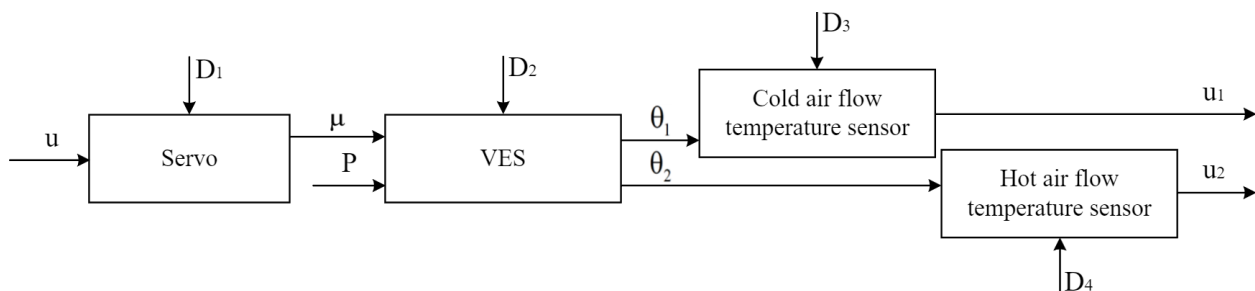 D₃
D₁
D₂
Cold air flow
temperature sensor
u₁
u
Servo
μ
P
VES
θ₁
θ₂
Hot air flow
temperature sensor
u₂
D₄